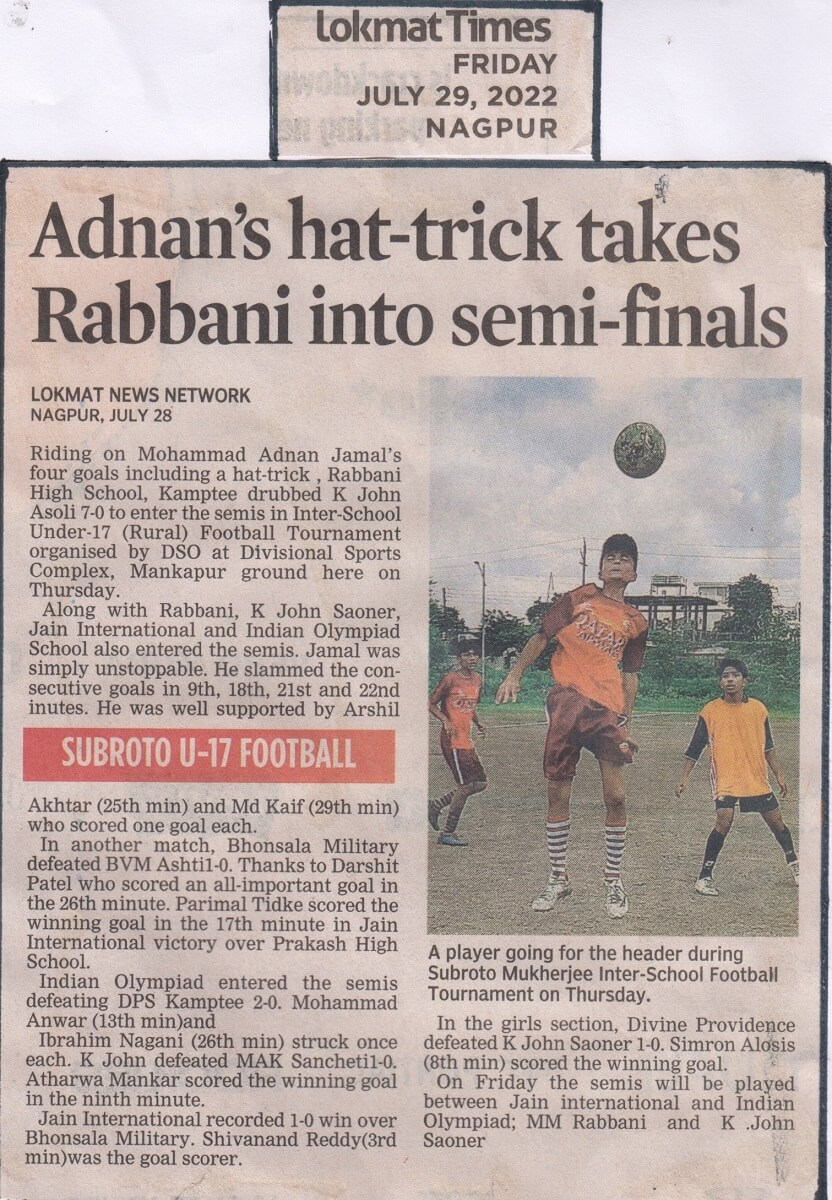 Lokmat Times
FRIDAY
JULY 29, 2022
NAGPUR
Adnan's hat-trick takes
Rabbani into semi-finals
LOKMAT NEWS NETWORK
NAGPUR, JULY 28
Riding on Mohammad Adnan Jamal's
four goals including a hat-trick , Rabbani
High School, Kamptee drubbed K John
Asoli 7-0 to enter the semis in Inter-School
Under-17 (Rural) Football Tournament
organised by DSO at Divisional Sports
Complex, Mankapur ground here on
Thursday.
Along with Rabbani, K John Saoner,
Jain International and Indian Olympiad
School also entered the semis. Jamal was
simply unstoppable. He slammed the con-
secutive goals in 9th, 18th, 21st and 22nd
inutes. He was well supported by Arshil
SUBROTO U-17 FOOTBALL
Akhtar (25th min) and Md Kaif (29th min)
who scored one goal each.
In another match, Bhonsala Military
defeated BVM Ashti1-0. Thanks to Darshit
Patel who scored an all-important goal in
the 26th minute. Parimal Tidke scored the
winning goal in the 17th minute in Jain
International victory over Prakash High
School.
Indian Olympiad entered the semis
defeating DPS Kamptee 2-0. Mohammad
Anwar (13th min)and
Ibrahim Nagani (26th min) struck once
each. K John defeated MAK Sancheti1-0.
Atharwa Mankar scored the winning goal
in the ninth minute.
Jain International recorded 1-0 win over
Bhonsala Military. Shivanand Reddy(3rd
min)was the goal scorer.
QATAR
AIRWAYS
A player going for the header during
Subroto Mukherjee Inter-School Football
Tournament on Thursday.
In the girls section, Divine Providence
defeated K John Saoner 1-0. Simron Alosis
(8th min) scored the winning goal.
On Friday the semis will be played
between Jain international and Indian
Olympiad; MM Rabbani and K .John
Saoner